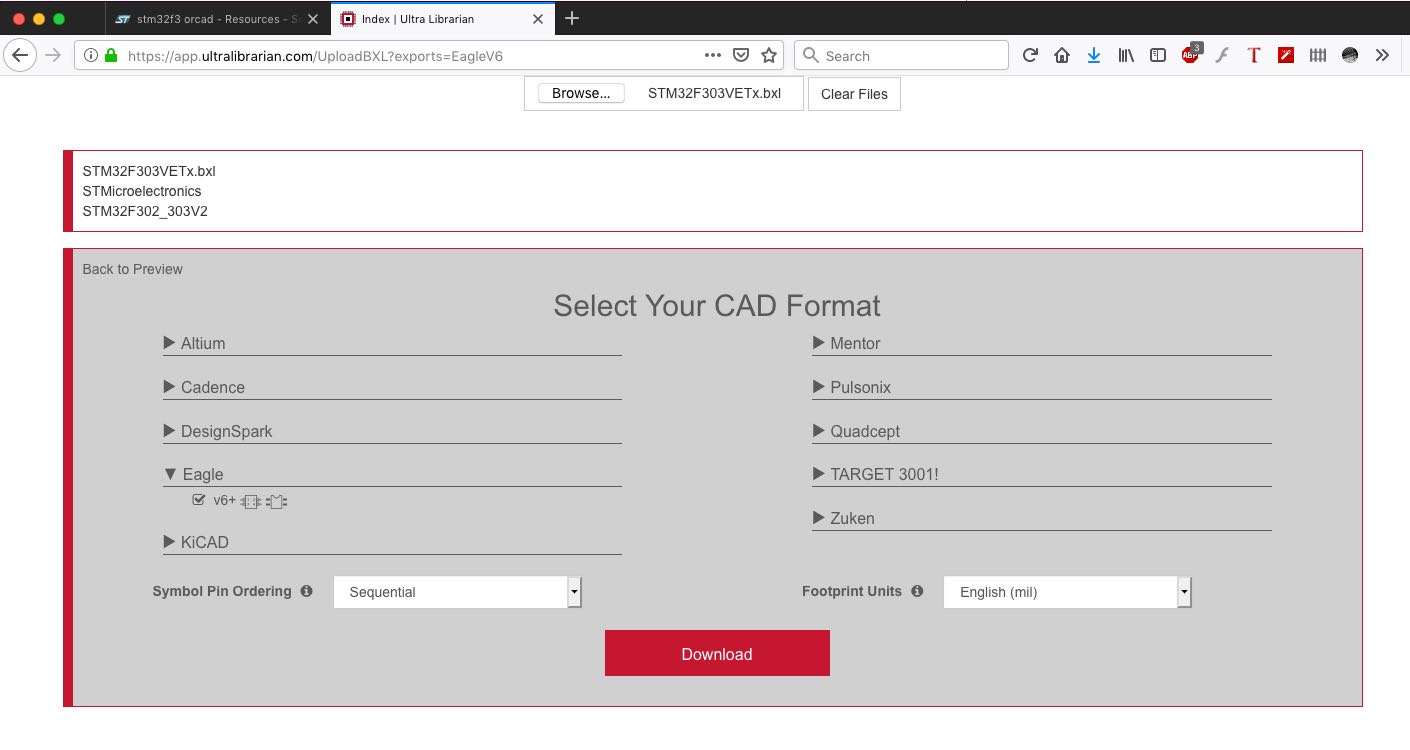 stm32f3 orcad - Resources - S
Index | Ultra Librarian
https://app.ultralibrarian.com/UploadBXL?exports=EagleV6
Search
ABP
3
T
Browse... STM32F303VETx.bxl
Clear Files
STM32F303VETx.bxl
STMicroelectronics
STM32F302_303V2
Back to Preview
Select Your CAD Format
Altium
Cadence
DesignSpark
Eagle
v6+
KiCAD
Mentor
Pulsonix
Quadcept
TARGET 3001!
Zuken
Symbol Pin Ordering Sequential
Footprint Units English (mil)
Download